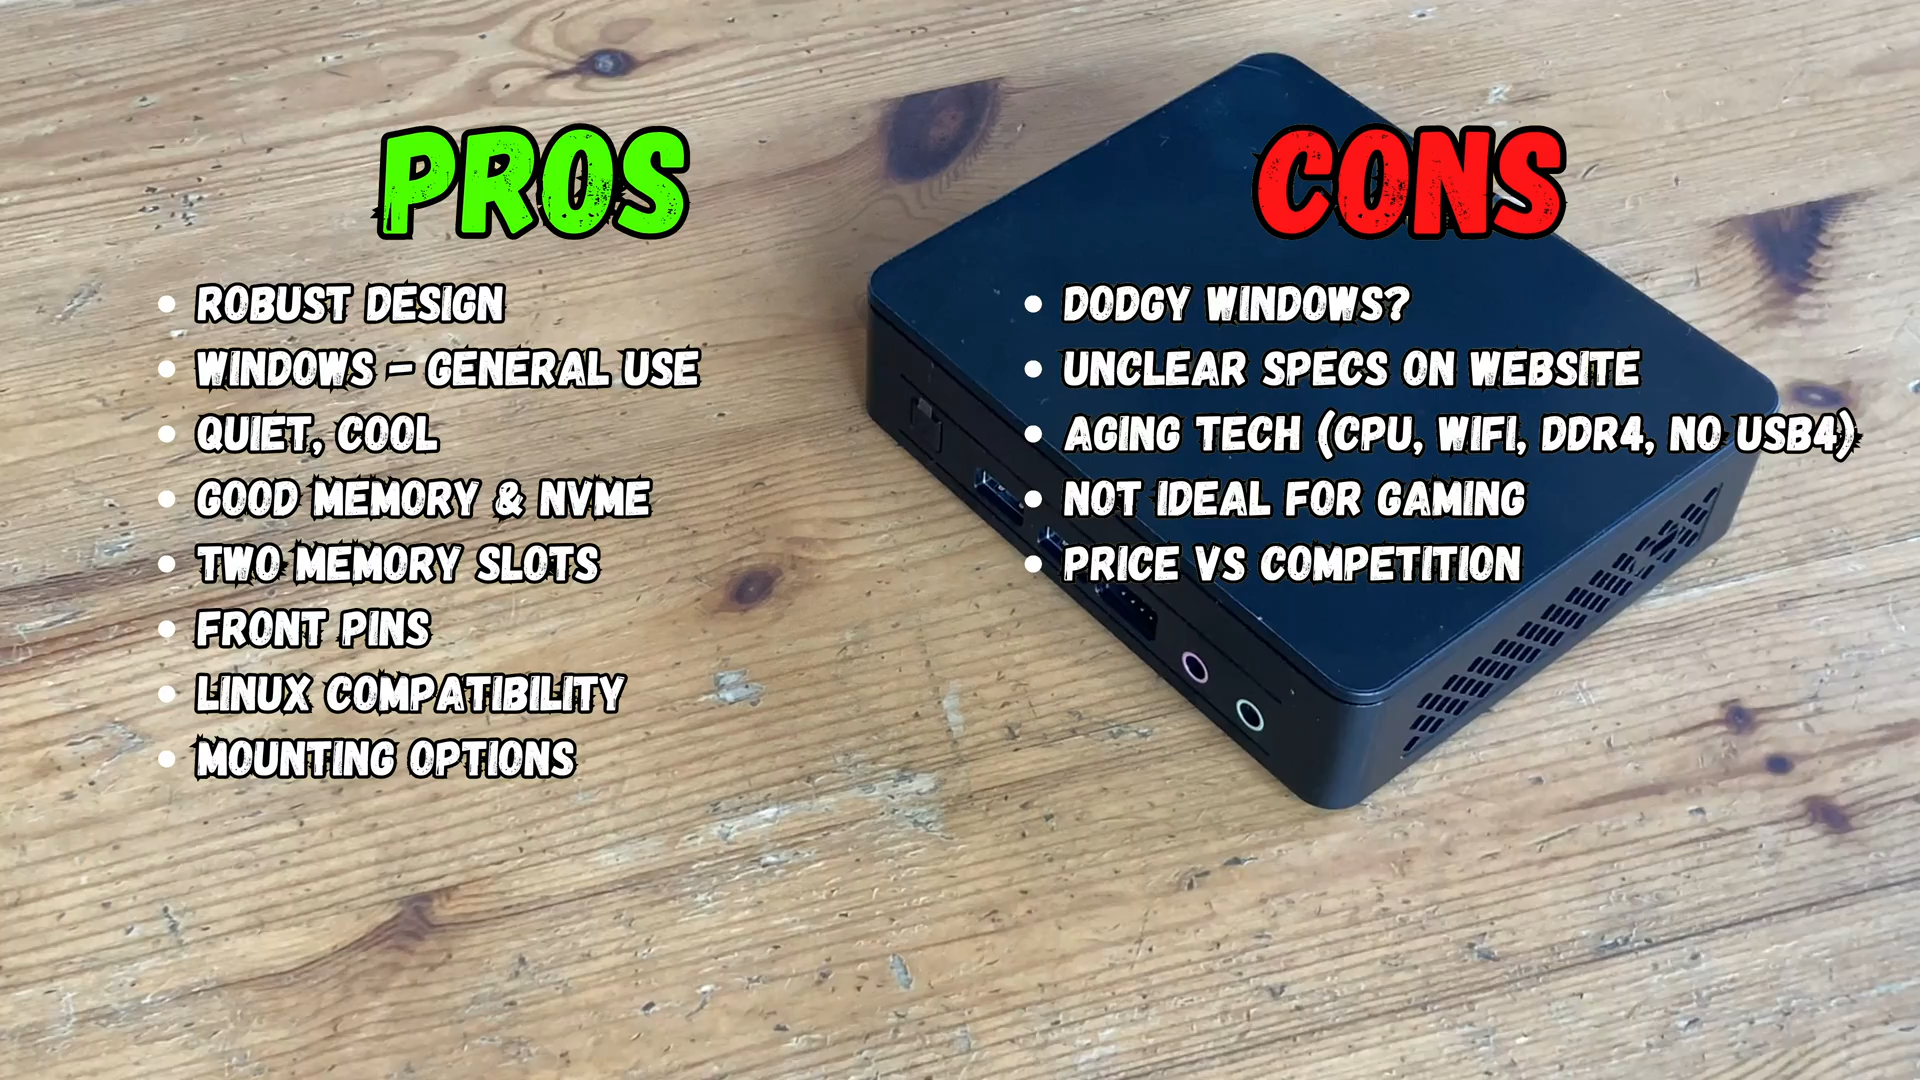 PROS
ROBUST DESIGN
WINDOWS – GENERAL USE
QUIET, COOL
GOOD MEMORY & NVME
TWO MEMORY SLOTS
FRONT PINS
LINUX COMPATIBILITY
MOUNTING OPTIONS
CONS
DODGY WINDOWS?
UNCLEAR SPECS ON WEBSITE
AGING TECH (CPU, WIFI, DDR4, NO USB4)
NOT IDEAL FOR GAMING
PRICE VS COMPETITION